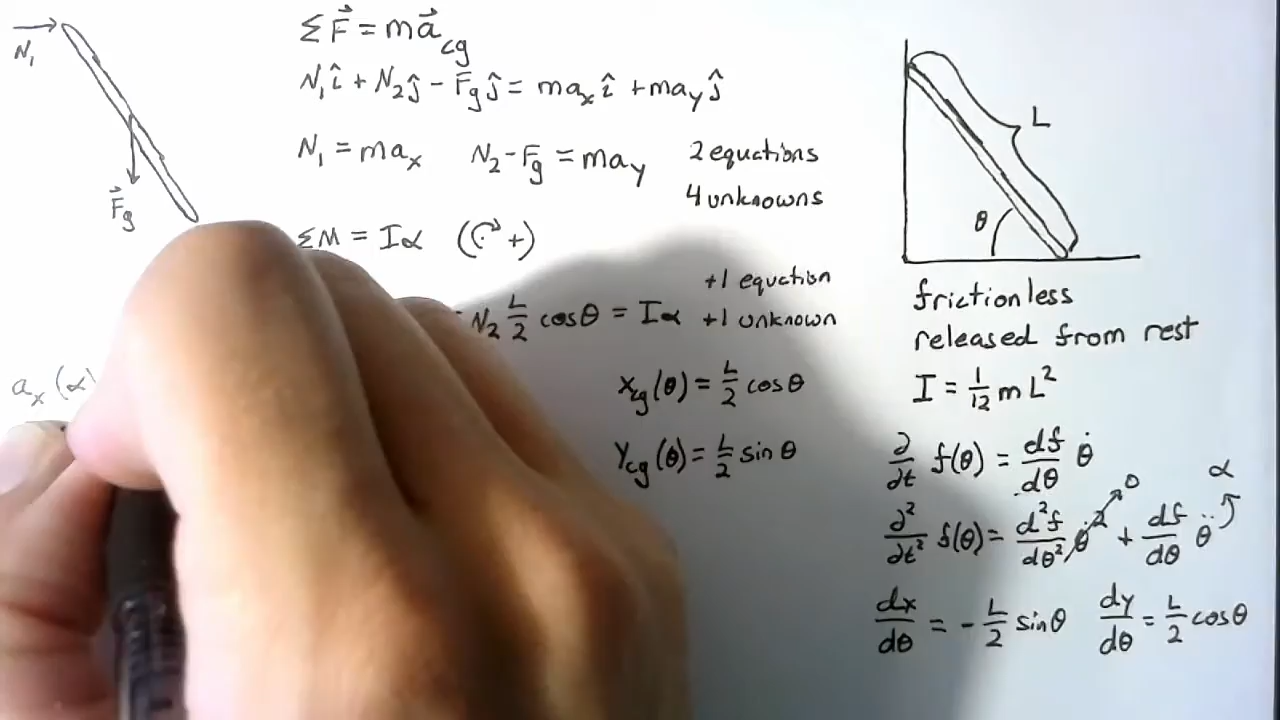 N₁
F⃗g
ΣF⃗ = ma⃗cg
N₁î + N₂ĵ - Fgĵ = maₓî + mayĵ
N₁ = maₓ N₂-Fg = may
2 equations
4 unknowns
ΣM = Iα (↷+)
N₂ L/2 cosθ = Iα
+1 equation
+1 unknown
aₓ(α)
xcg(θ) = L/2 cosθ
Ycg(θ) = L/2 sinθ
L
θ
frictionless
released from rest
I = 1/12 mL²
∂/∂t f(θ) = df/dθ θ̇
∂²/∂t² f(θ) = d²f/dθ² θ̇² → 0 + df/dθ θ̈ α
dx/dθ = - L/2 sinθ dy/dθ = L/2 cosθ